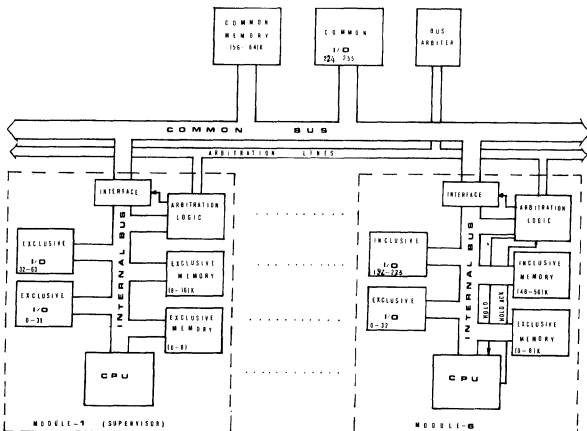 COMMON
MEMORY
(56-64)K
COMMON
I/O
224-255
BUS
ARBITER
COMMON BUS
ARBITRATION LINES
INTERFACE
ARBITRATION
LOGIC
EXCLUSIVE
I/O
32-63
EXCLUSIVE
MEMORY
(8-16)K
EXCLUSIVE
I/O
0-31
EXCLUSIVE
MEMORY
(0-8)
INTERNAL BUS
CPU
MODULE-1 (SUPERVISOR)
INTERFACE
ARBITRATION
LOGIC
INCLUSIVE
I/O
192-223
INCLUSIVE
MEMORY
(48-56)K
EXCLUSIVE
I/O
0-32
EXCLUSIVE
MEMORY
(0-8)K
INTERNAL BUS
HOLD
HOLD ACK
CPU
MODULE-6